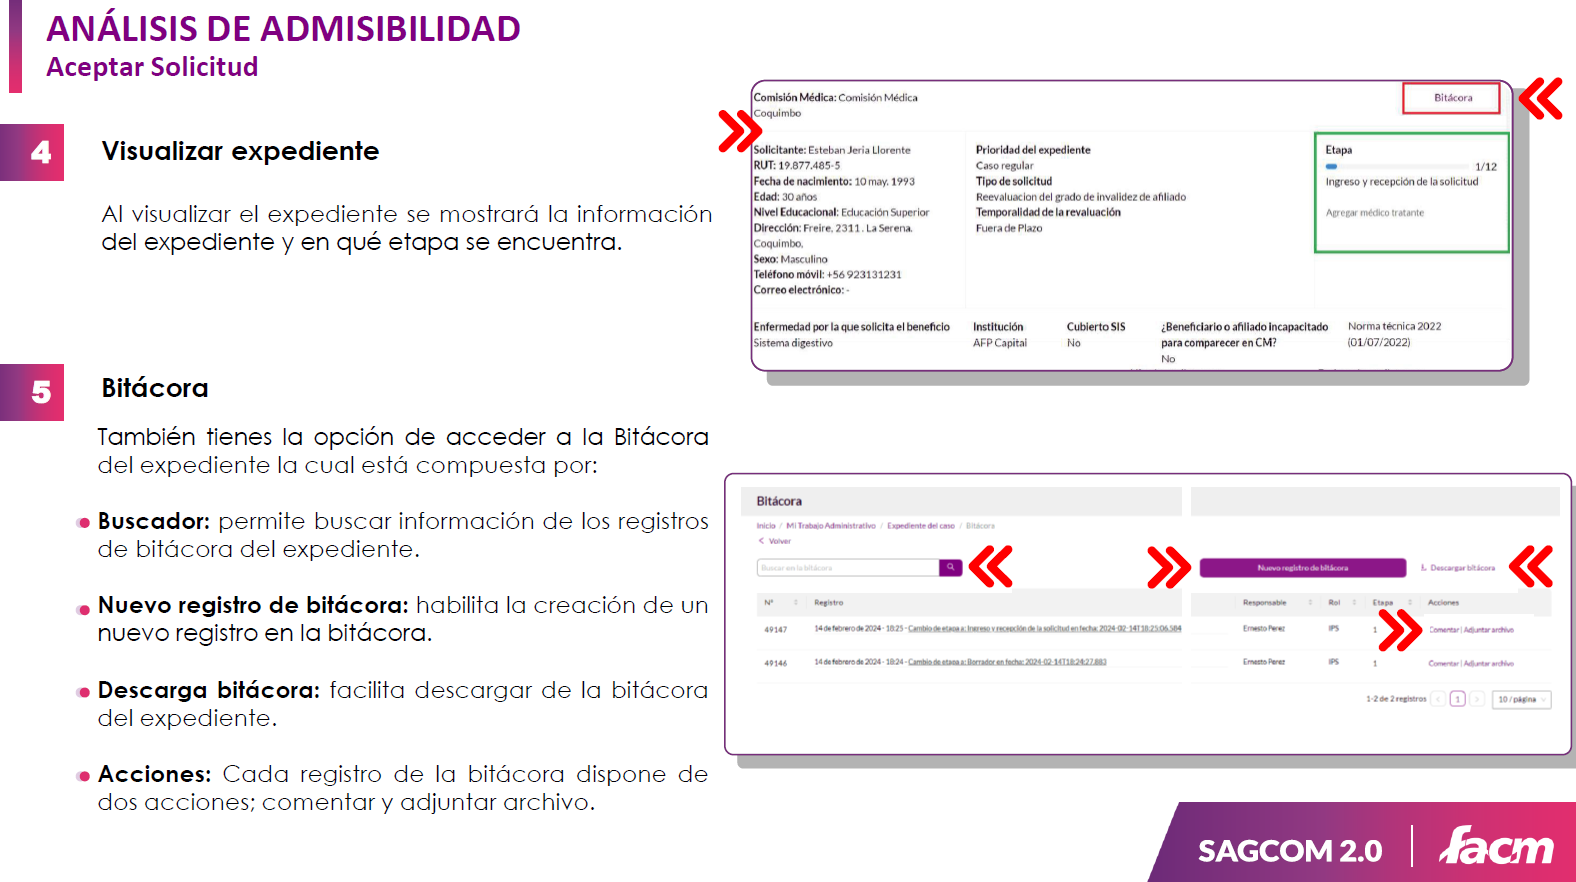 ANÁLISIS DE ADMISIBILIDAD
Aceptar Solicitud
4
Visualizar expediente
Al visualizar el expediente se mostrará la información
del expediente y en qué etapa se encuentra.
5
Bitácora
También tienes la opción de acceder a la Bitácora
del expediente la cual está compuesta por:
Buscador: permite buscar información de los registros
de bitácora del expediente.
Nuevo registro de bitácora: habilita la creación de un
nuevo registro en la bitácora.
Descarga bitácora: facilita descargar de la bitácora
del expediente.
Acciones: Cada registro de la bitácora dispone de
dos acciones; comentar y adjuntar archivo.
Comisión Médica: Comisión Médica
Coquimbo
Bitácora
Solicitante: Esteban Jeria Llorente
RUT: 19.877.485-5
Fecha de nacimiento: 10 may. 1993
Edad: 30 años
Nivel Educacional: Educación Superior
Dirección: Freire, 2311. La Serena.
Coquimbo,
Sexo: Masculino
Teléfono móvil: +56 923131231
Correo electrónico: -
Prioridad del expediente
Caso regular
Tipo de solicitud
Reevaluacion del grado de invalidez de afiliado
Temporalidad de la revaluación
Fuera de Plazo
Etapa
1/12
Ingreso y recepción de la solicitud
Agregar médico tratante
Enfermedad por la que solicita el beneficio
Sistema digestivo
Institución
AFP Capital
Cubierto SIS
No
¿Beneficiario o afiliado incapacitado
para comparecer en CM?
No
Norma técnica 2022
(01/07/2022)
Bitácora
Inicio / Mi Trabajo Administrativo / Expediente del caso / Bitácora
< Volver
Buscar en la bitácora
Nuevo registro de bitácora
Descargar bitácora
N° Registro Responsable Rol Etapa Acciones
49147 14 de febrero de 2024 - 18:25 - Cambio de etapa a: Ingreso y recepción de la solicitud en fecha: 2024-02-14T18:25:06.584 Ernesto Perez IPS 1 Comentar | Adjuntar archivo
49146 14 de febrero de 2024 - 18:24 - Cambio de etapa a: Borrador en fecha: 2024-02-14T18:24:27.883 Ernesto Perez IPS 1 Comentar | Adjuntar archivo
1-2 de 2 registros < 1 > 10 / página
SAGCOM 2.0 facm